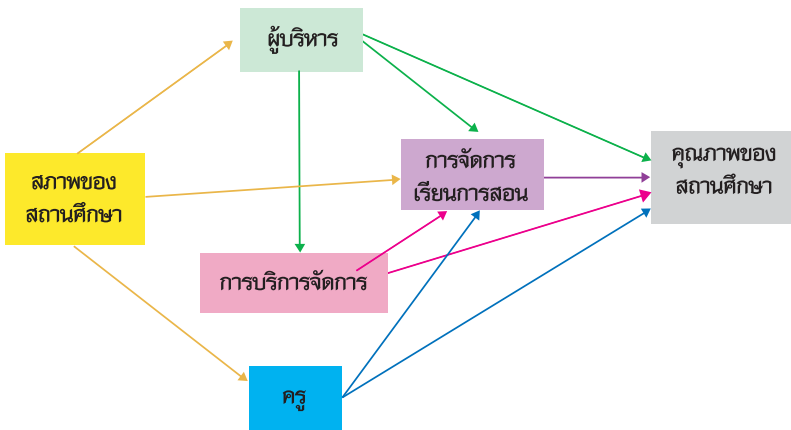 ผู้บริหาร
สภาพของ
สถานศึกษา
การจัดการ
เรียนการสอน
คุณภาพของ
สถานศึกษา
การบริการจัดการ
ครู